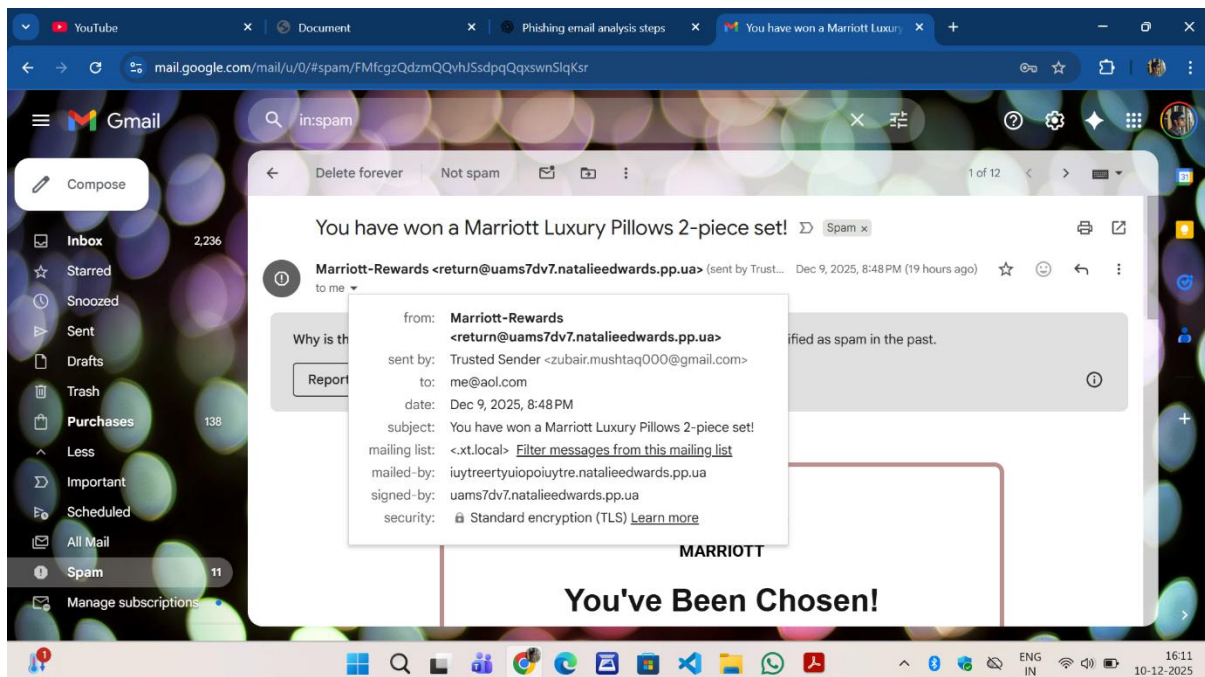 YouTube
Document
Phishing email analysis steps
You have won a Marriott Luxury
mail.google.com/mail/u/0/#spam/FMfcgzQdzmQQvhJSsdpqQqxswnSlqKsr
Gmail
in:spam
Compose
Delete forever
Not spam
1 of 12
Inbox 2,236
Starred
Snoozed
Sent
Drafts
Trash
Purchases 138
Less
Important
Scheduled
All Mail
Spam 11
Manage subscriptions
You have won a Marriott Luxury Pillows 2-piece set!
Spam x
Marriott-Rewards <return@uams7dv7.natalieedwards.pp.ua> (sent by Trust... Dec 9, 2025, 8:48 PM (19 hours ago)
to me
Why is th
ified as spam in the past.
Report
from: Marriott-Rewards
<return@uams7dv7.natalieedwards.pp.ua>
sent by: Trusted Sender <zubair.mushtaq000@gmail.com>
to: me@aol.com
date: Dec 9, 2025, 8:48 PM
subject: You have won a Marriott Luxury Pillows 2-piece set!
mailing list: <.xt.local> Filter messages from this mailing list
mailed-by: iuytreertyuiopoiuytre.natalieedwards.pp.ua
signed-by: uams7dv7.natalieedwards.pp.ua
security: Standard encryption (TLS) Learn more
MARRIOTT
You've Been Chosen!
31
1
ENG
IN
16:11
10-12-2025